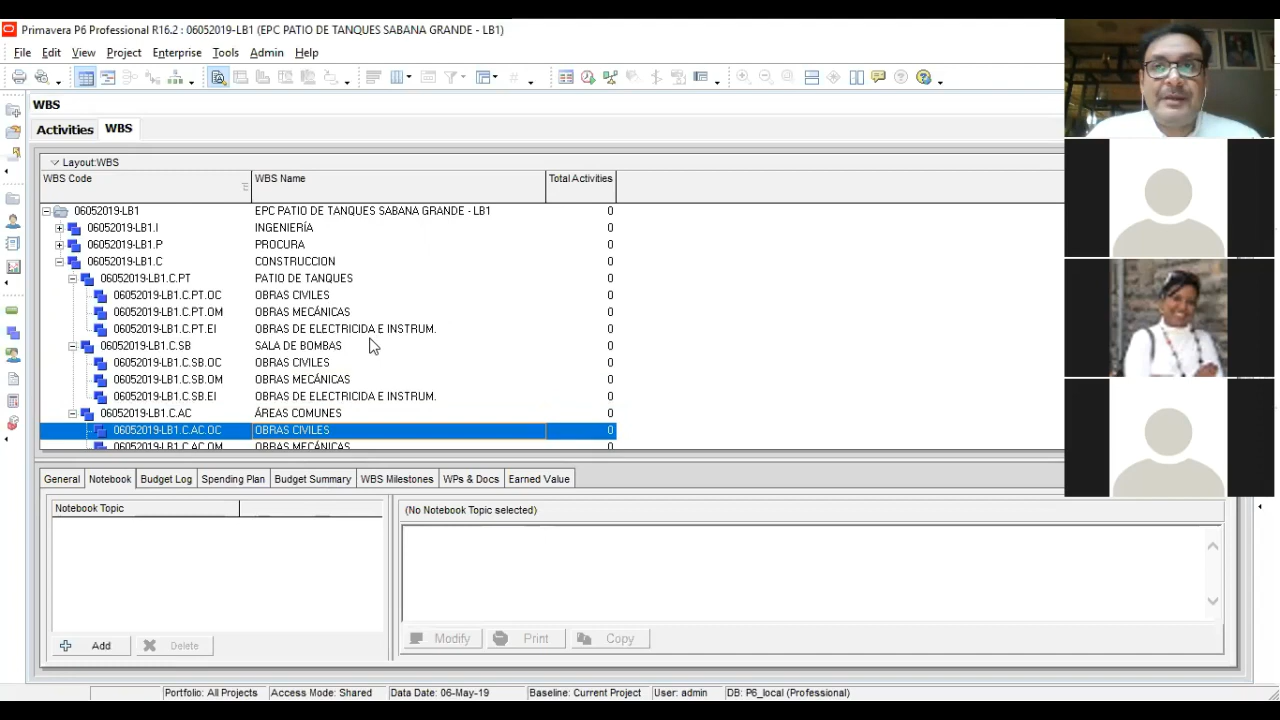 Primavera P6 Professional R16.2 : 06052019-LB1 (EPC PATIO DE TANQUES SABANA GRANDE - LB1)
File Edit View Project Enterprise Tools Admin Help
WBS
Activities WBS
Layout:WBS
WBS Code WBS Name Total Activities
06052019-LB1 EPC PATIO DE TANQUES SABANA GRANDE - LB1 0
06052019-LB1.I INGENIERÍA 0
06052019-LB1.P PROCURA 0
06052019-LB1.C CONSTRUCCION 0
06052019-LB1.C.PT PATIO DE TANQUES 0
06052019-LB1.C.PT.OC OBRAS CIVILES 0
06052019-LB1.C.PT.OM OBRAS MECÁNICAS 0
06052019-LB1.C.PT.EI OBRAS DE ELECTRICIDA E INSTRUM. 0
06052019-LB1.C.SB SALA DE BOMBAS 0
06052019-LB1.C.SB.OC OBRAS CIVILES 0
06052019-LB1.C.SB.OM OBRAS MECÁNICAS 0
06052019-LB1.C.SB.EI OBRAS DE ELECTRICIDA E INSTRUM. 0
06052019-LB1.C.AC ÁREAS COMUNES 0
06052019-LB1.C.AC.OC OBRAS CIVILES 0
06052019-LB1.C.AC.OM OBRAS MECÁNICAS 0
General Notebook Budget Log Spending Plan Budget Summary WBS Milestones WPs & Docs Earned Value
Notebook Topic (No Notebook Topic selected)
Modify Print Copy
Add Delete
Portfolio: All Projects Access Mode: Shared Data Date: 06-May-19 Baseline: Current Project User: admin DB: P6_local (Professional)